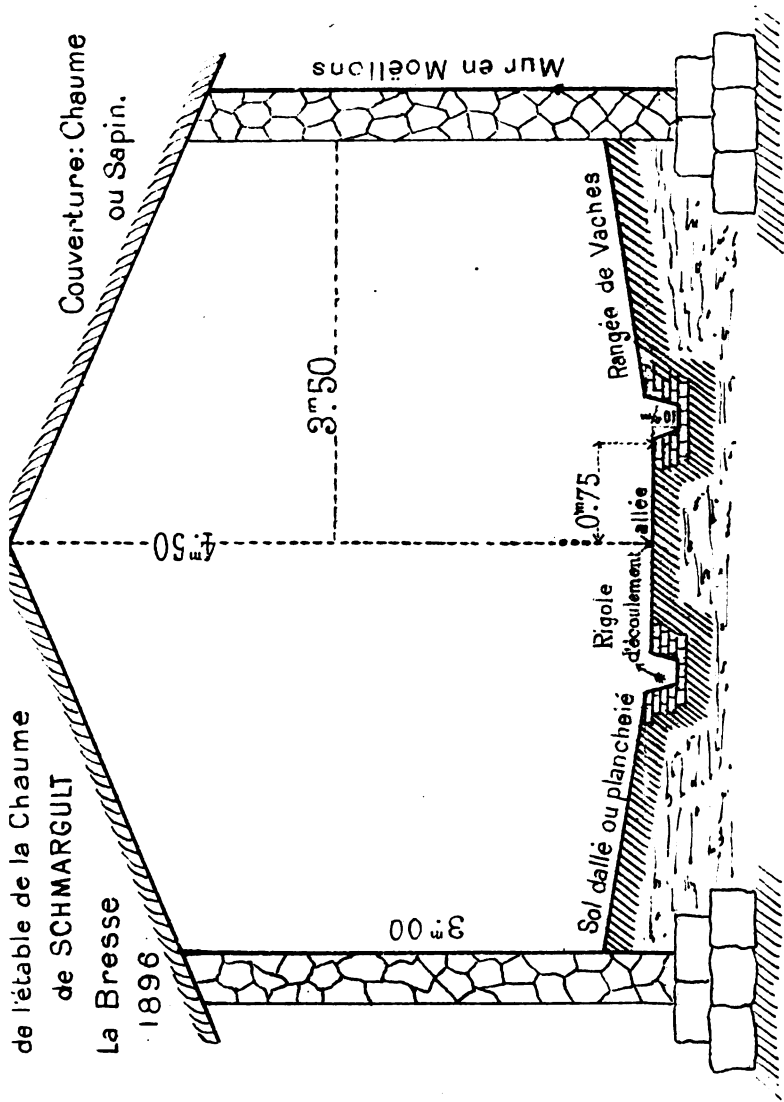 de l'étable de la Chaume
de SCHMARGULT
La Bresse
1896
Couverture: Chaume
ou Sapin.
Mur en Moëllons
4ᵐ50
3ᵐ50
3ᵐ00
0ᵐ75
Rangée de Vaches
Sol dallé ou plancheié
Rigole
d'écoulement
allée